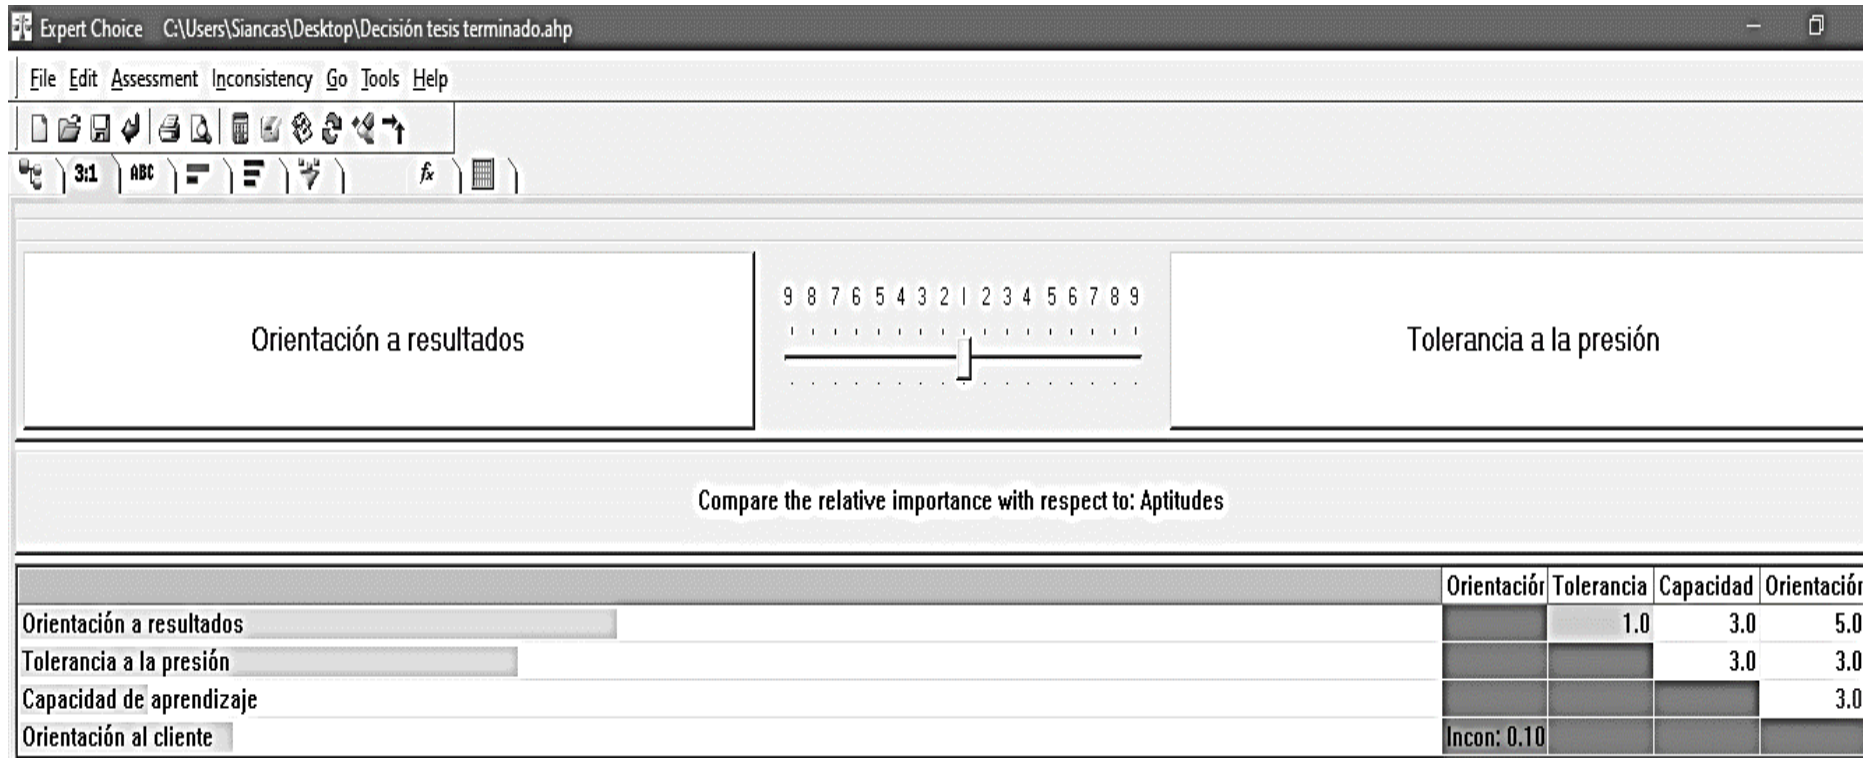 Expert Choice C:\Users\Siancas\Desktop\Decisión tesis terminado.ahp
File Edit Assessment Inconsistency Go Tools Help
3:1 ABC fx
9 8 7 6 5 4 3 2 1 2 3 4 5 6 7 8 9
Orientación a resultados Tolerancia a la presión
Compare the relative importance with respect to: Aptitudes
Orientación Tolerancia Capacidad Orientación
Orientación a resultados 1.0 3.0 5.0
Tolerancia a la presión 3.0 3.0
Capacidad de aprendizaje 3.0
Orientación al cliente Incon: 0.10